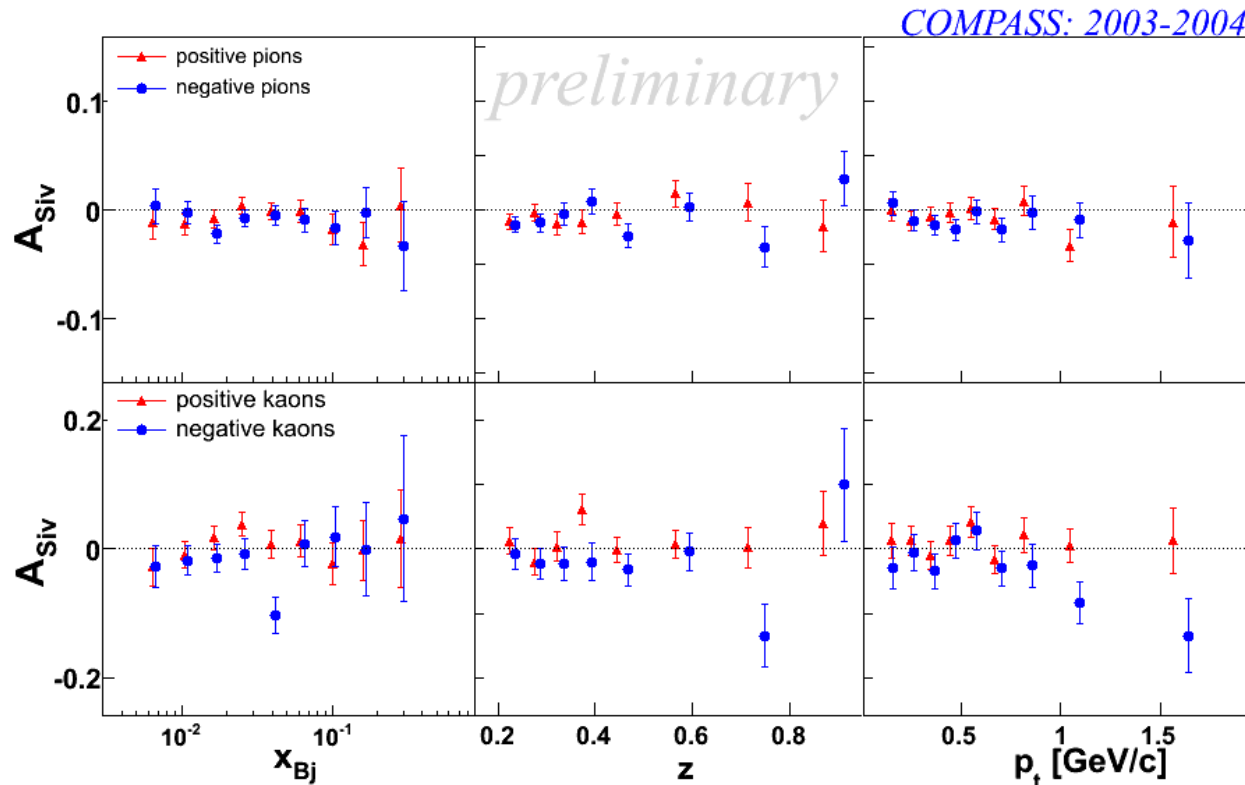 COMPASS: 2003-2004
preliminary
positive pions
negative pions
0.1
0
-0.1
A_Siv
positive kaons
negative kaons
0.2
0
-0.2
A_Siv
10^-2 10^-1
x_Bj
0.2 0.4 0.6 0.8
z
0.5 1 1.5
p_t [GeV/c]